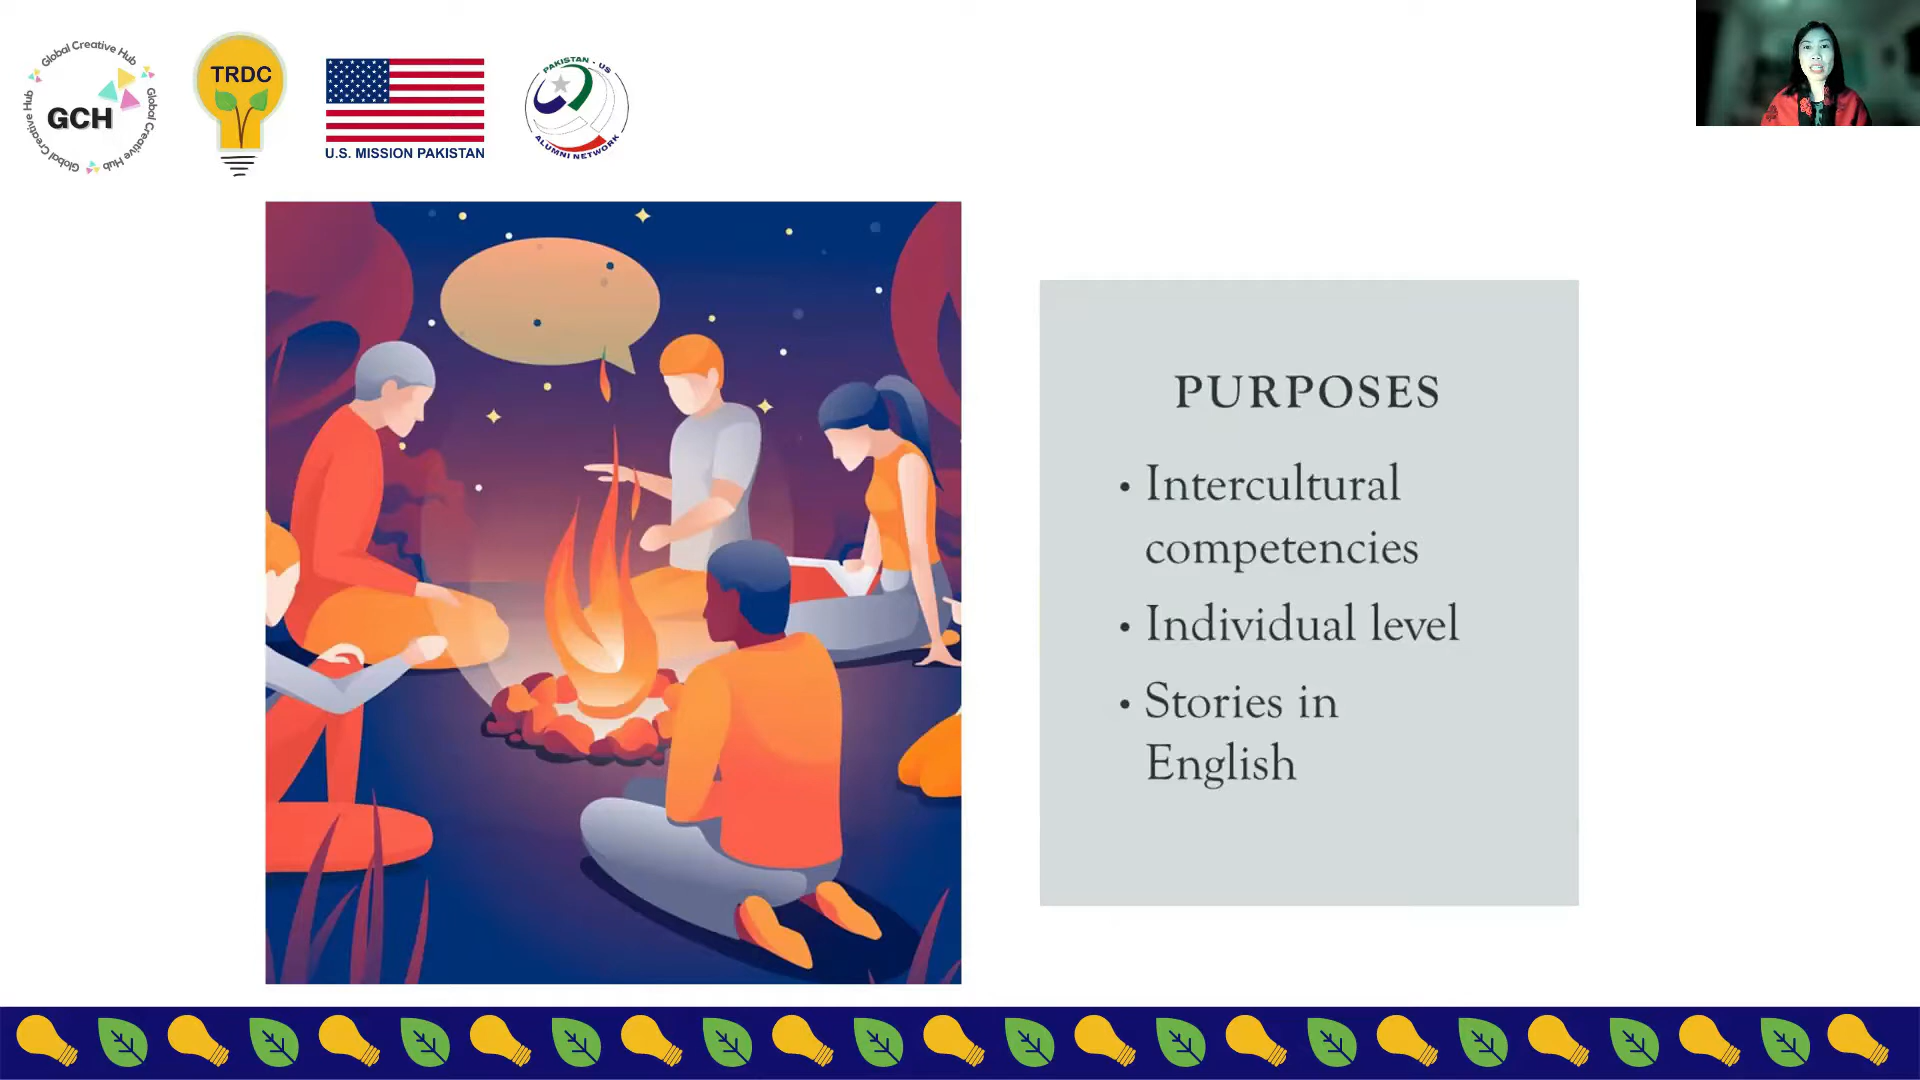 Global Creative Hub
Global Creative Hub
Global Creative Hub
GCH
TRDC
U.S. MISSION PAKISTAN
PAKISTAN - US
ALUMNI NETWORK
PURPOSES
• Intercultural
competencies
• Individual level
• Stories in
English